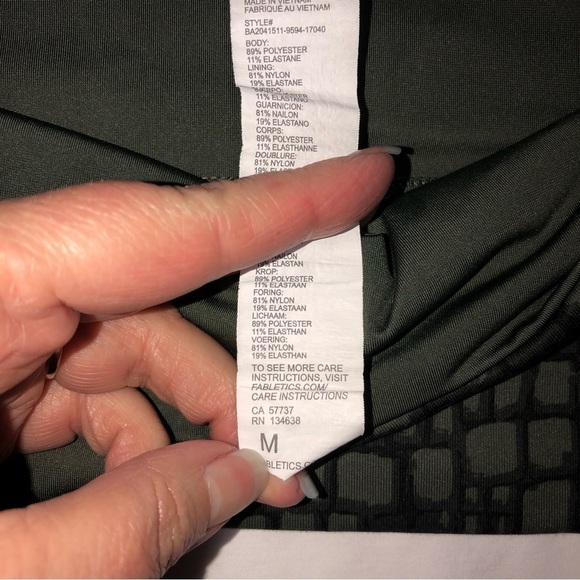 MADE IN VIETNAM
FABRIQUÉ AU VIETNAM
STYLE#
BA2041511-9594-17040
BODY:
89% POLYESTER
11% ELASTANE
LINING:
81% NYLON
19% ELASTANE
11% ELASTANO
GUARNICION:
81% NAILON
19% ELASTANO
CORPS:
89% POLYESTER
11% ELASTHANNE
DOUBLURE:
81% NYLON
19% ELASTAN
KROP:
89% POLYESTER
11% ELASTAAN
FORING:
81% NYLON
19% ELASTAAN
LICHAAM:
89% POLYESTER
11% ELASTHAN
VOERING:
81% NYLON
19% ELASTHAN
TO SEE MORE CARE
INSTRUCTIONS, VISIT
FABLETICS.COM/
CARE INSTRUCTIONS
CA 57737
RN 134638
M